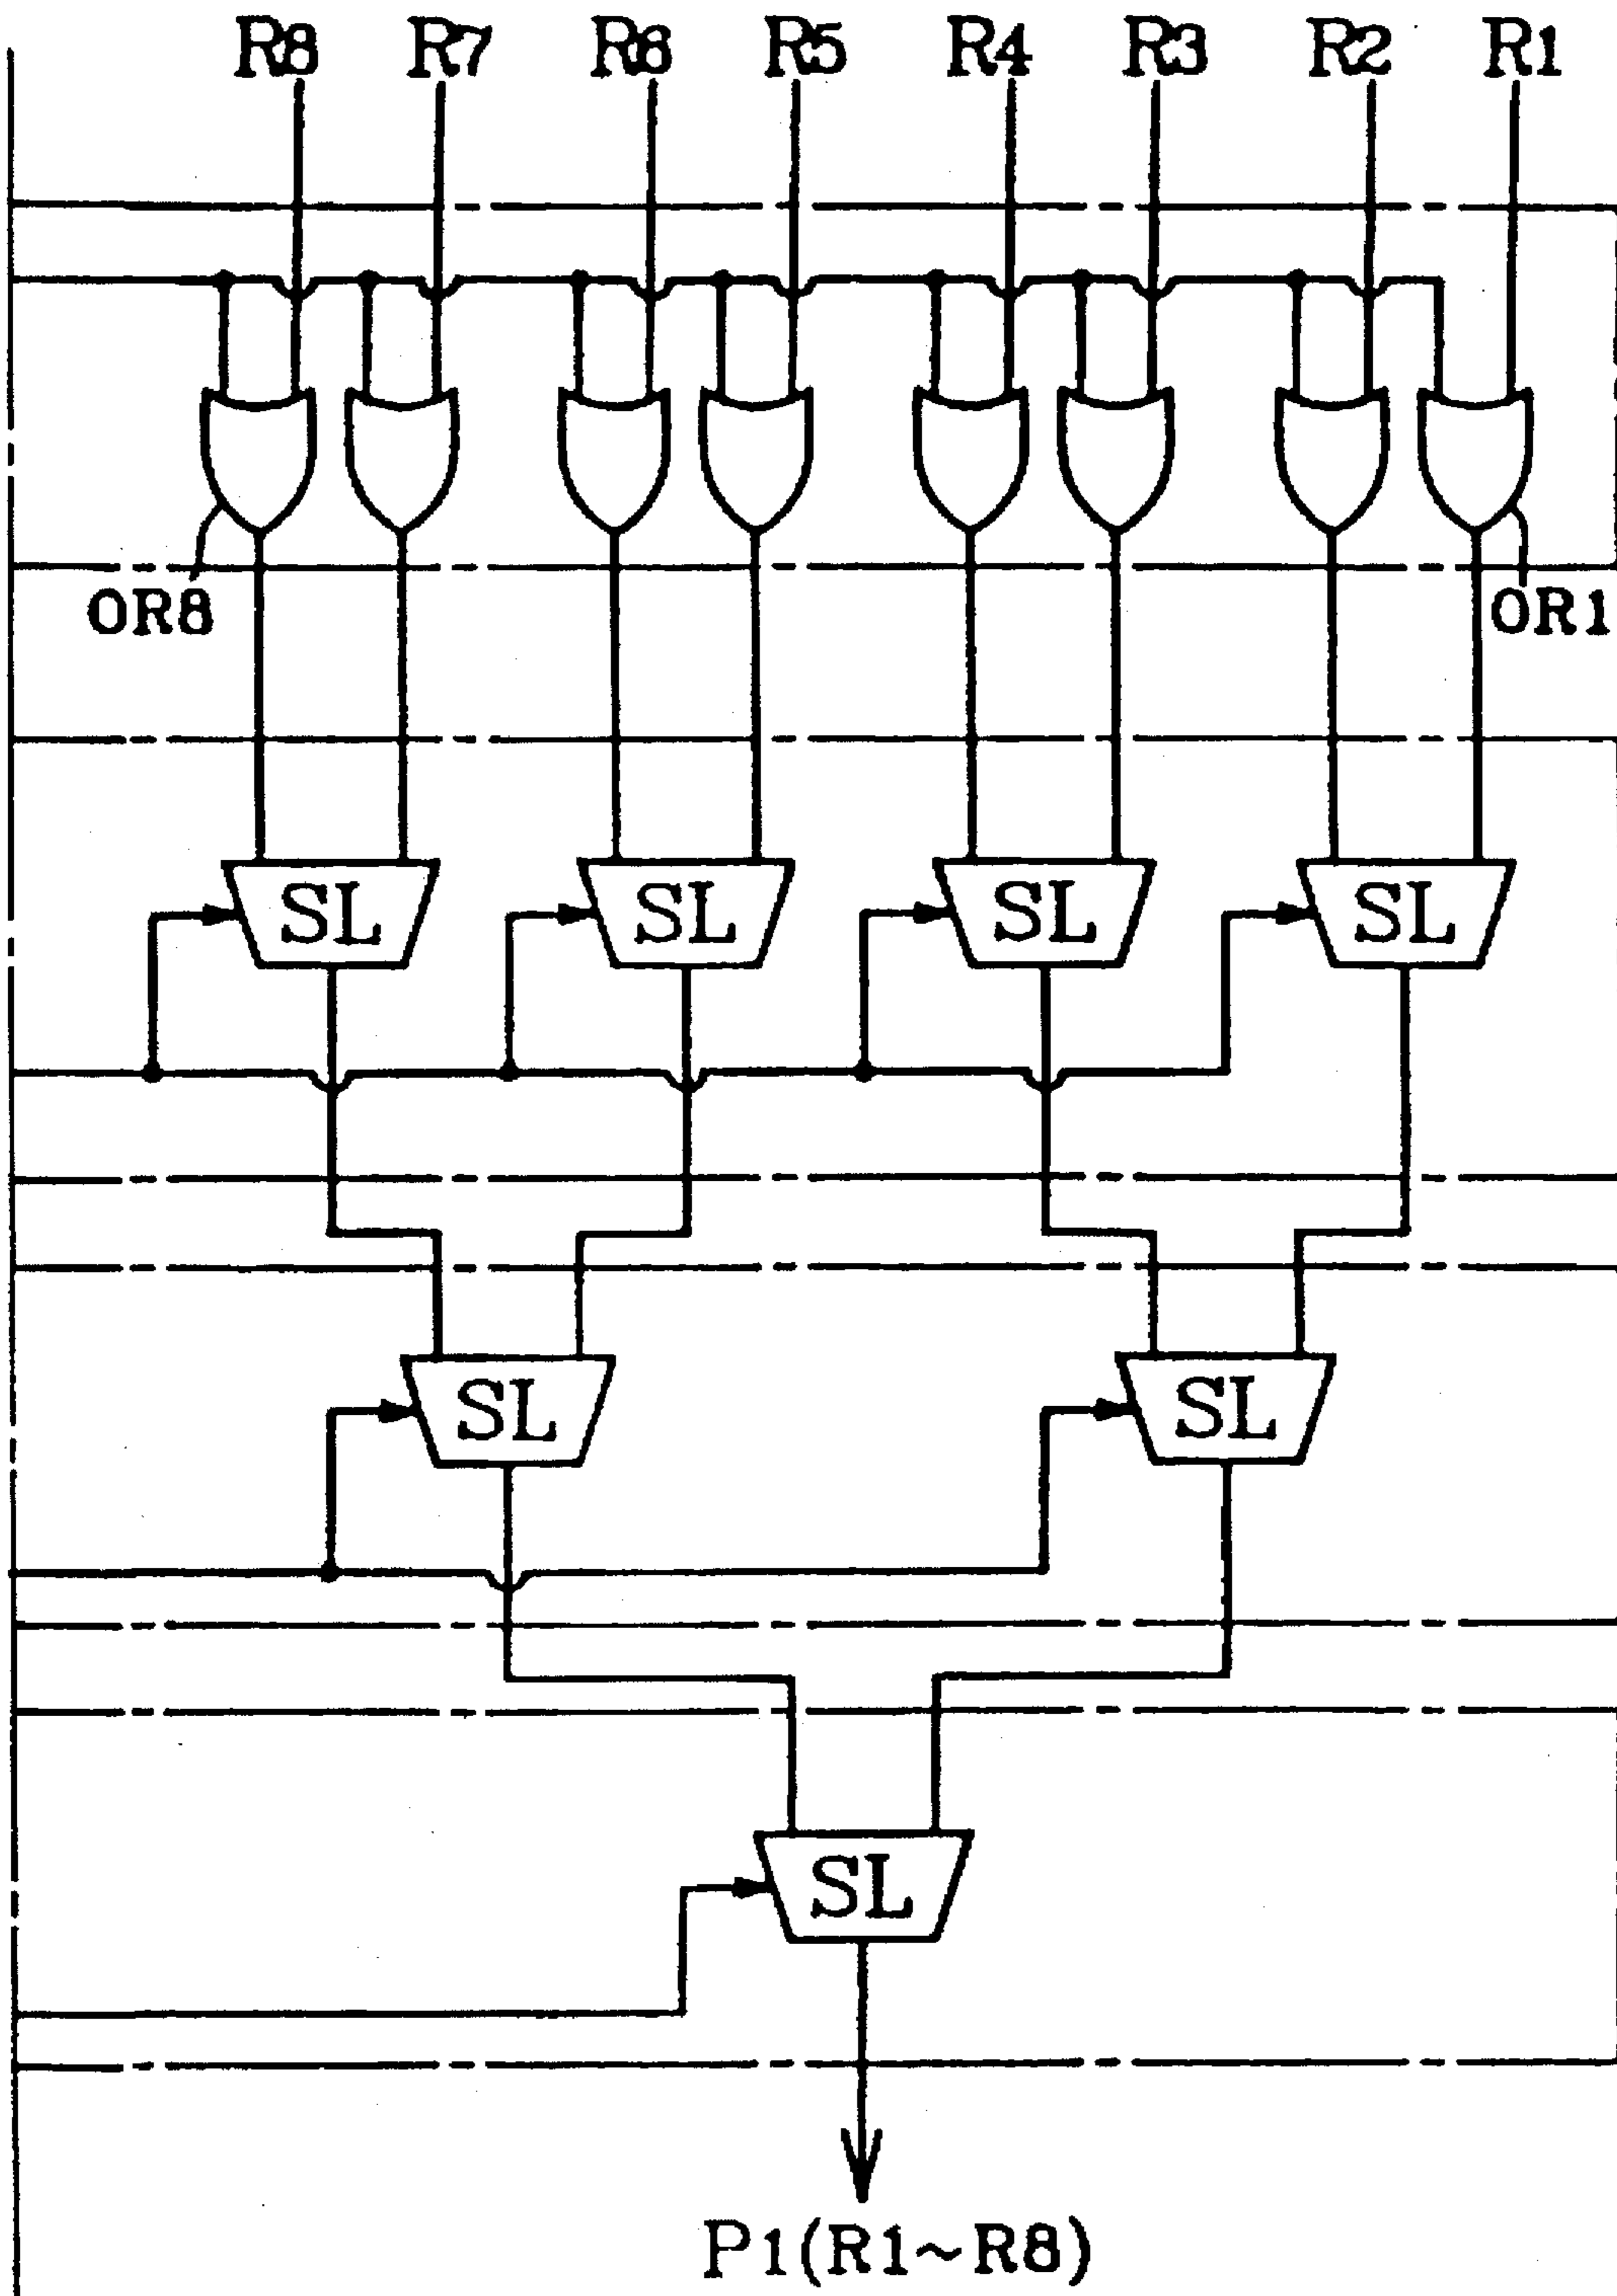 R8 R7 R6 R5 R4 R3 R2 R1
OR8 OR1
SL SL SL SL
SL SL
SL
P1(R1~R8)